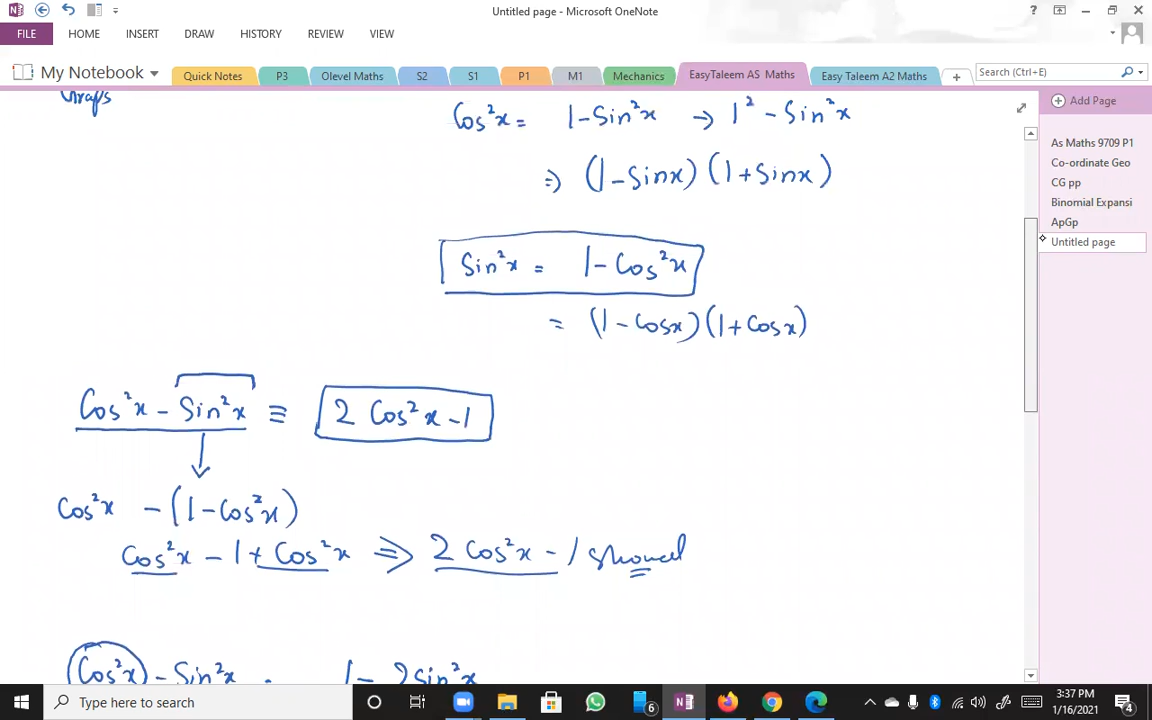 Untitled page - Microsoft OneNote
FILE HOME INSERT DRAW HISTORY REVIEW VIEW
My Notebook Quick Notes P3 Olevel Maths S2 S1 P1 M1 Mechanics EasyTaleem AS Maths Easy Taleem A2 Maths Search (Ctrl+E)
Add Page
As Maths 9709 P1
Co-ordinate Geo
CG pp
Binomial Expansi
ApGp
Untitled page
Cos²x = 1-Sin²x → 1² - Sin²x
⇒ (1-Sinx) (1+Sinx)
Sin²x = 1-Cos²x
= (1-Cosx)(1+Cosx)
Cos²x - Sin²x ≡ 2 Cos²x -1
Cos²x - (1-Cos²x)
Cos²x - 1 + Cos²x ⇒ 2 Cos²x - 1 showed
Cos²x - Sin²x = 1 - 2Sin²x
Type here to search
6
3:37 PM
1/16/2021
4